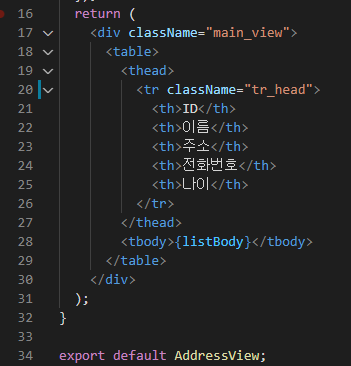 16 return (
17 <div className="main_view">
18 <table>
19 <thead>
20 <tr className="tr_head">
21 <th>ID</th>
22 <th>이름</th>
23 <th>주소</th>
24 <th>전화번호</th>
25 <th>나이</th>
26 </tr>
27 </thead>
28 <tbody>{listBody}</tbody>
29 </table>
30 </div>
31 );
32 }
33
34 export default AddressView;